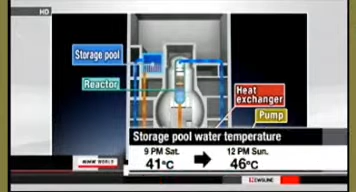 HD
Storage pool
Reactor
Heat
exchanger
Pump
Storage pool water temperature
9 PM Sat.
12 PM Sun.
41°C
46°C
NHK WORLD
NEWSLINE